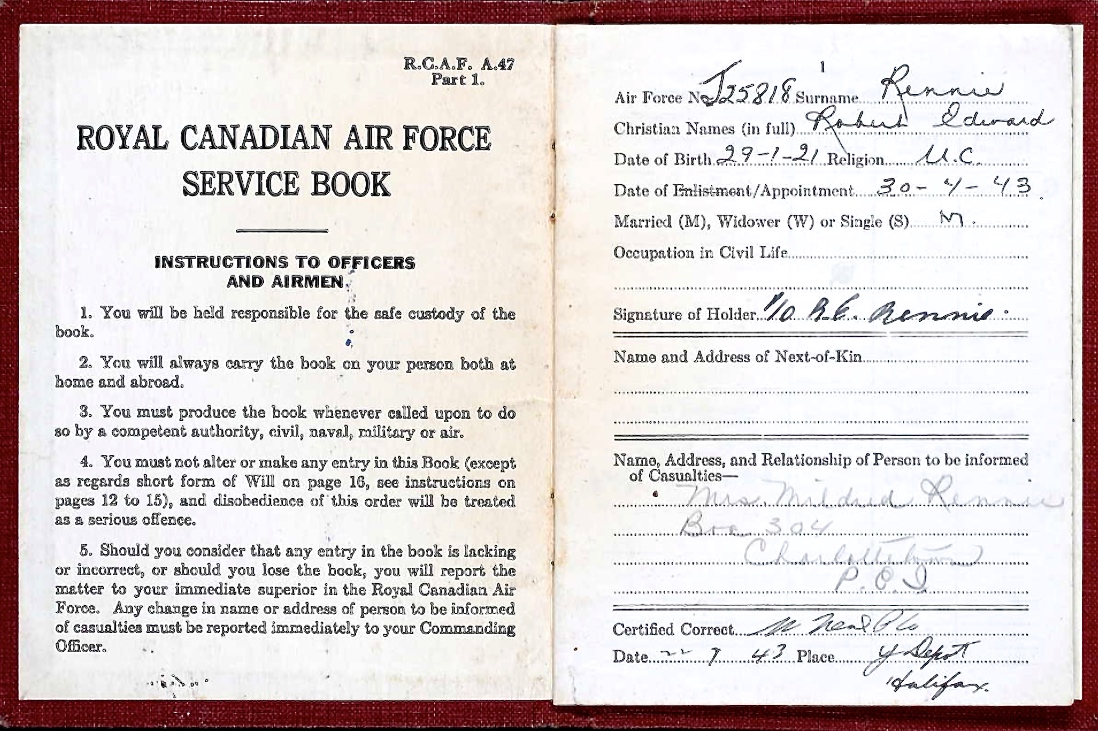 R.C.A.F. A.47
Part 1.
ROYAL CANADIAN AIR FORCE
SERVICE BOOK
INSTRUCTIONS TO OFFICERS
AND AIRMEN.
1. You will be held responsible for the safe custody of the
book.
2. You will always carry the book on your person both at
home and abroad.
3. You must produce the book whenever called upon to do
so by a competent authority, civil, naval, military or air.
4. You must not alter or make any entry in this Book (except
as regards short form of Will on page 16, see instructions on
pages 12 to 15), and disobedience of this order will be treated
as a serious offence.
5. Should you consider that any entry in the book is lacking
or incorrect, or should you lose the book, you will report the
matter to your immediate superior in the Royal Canadian Air
Force. Any change in name or address of person to be informed
of casualties must be reported immediately to your Commanding
Officer.
1
Air Force No. J25818 Surname Rennie
Christian Names (in full) Robert Edward
Date of Birth 29-1-21 Religion U.C.
Date of Enlistment/Appointment 30-4-43
Married (M), Widower (W) or Single (S) M.
Occupation in Civil Life
Signature of Holder F/O R.E. Rennie.
Name and Address of Next-of-Kin
Name, Address, and Relationship of Person to be informed
of Casualties—
Mrs. Mildred Rennie
Box 304
Charlottetown
P.E.I.
Certified Correct
Date 22 7 43 Place Y Depot
Halifax.